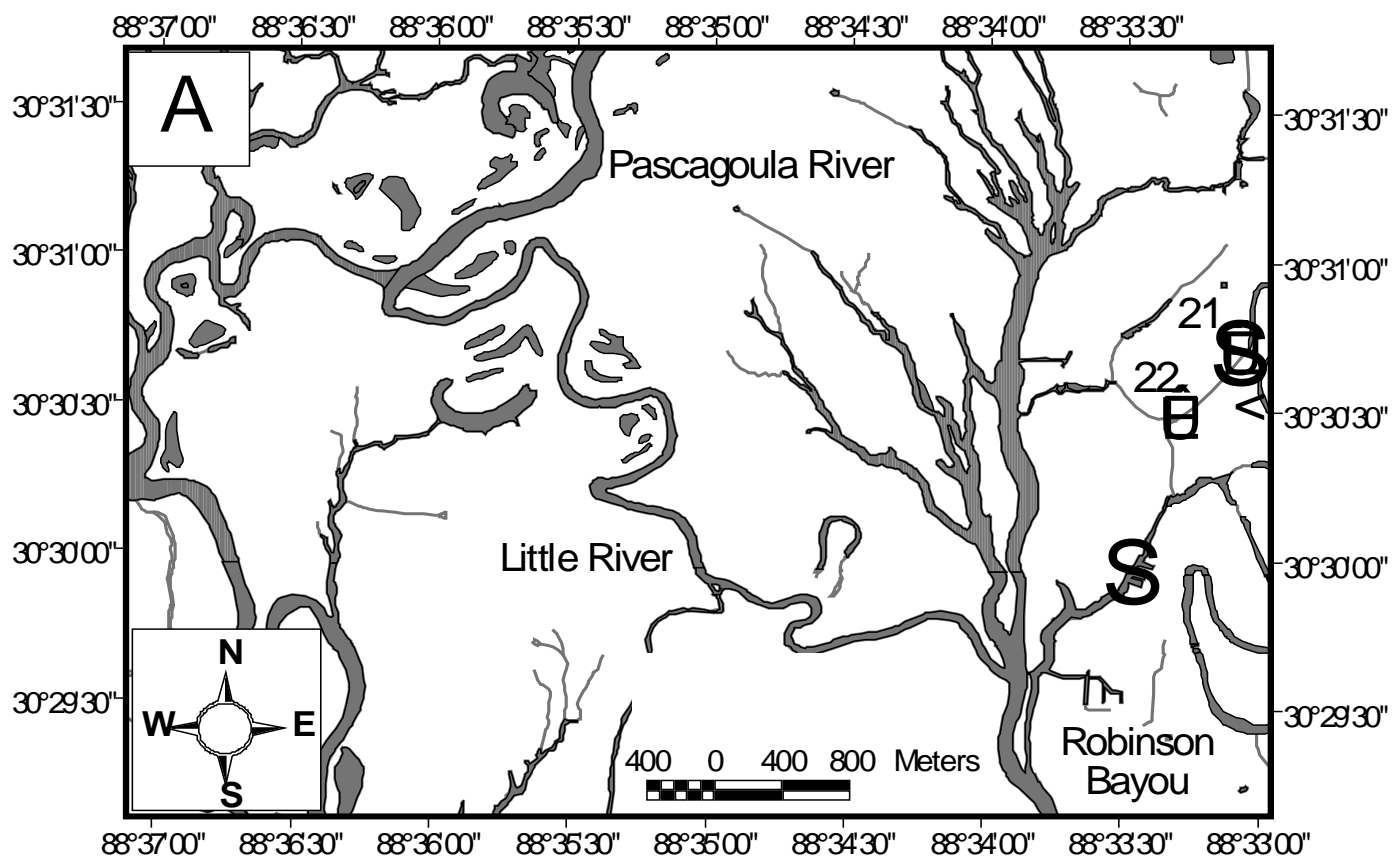 88°37'00" 88°36'30" 88°36'00" 88°35'30" 88°35'00" 88°34'30" 88°34'00" 88°33'30"
A
30°31'30" 30°31'30"
Pascagoula River
30°31'00" 30°31'00"
21
S
22
30°30'30" 30°30'30"
30°30'00" 30°30'00"
Little River
S
N
W E
S
30°29'30" 30°29'30"
Robinson
Bayou
400 0 400 800 Meters
88°37'00" 88°36'30" 88°36'00" 88°35'30" 88°35'00" 88°34'30" 88°34'00" 88°33'30" 88°33'00"